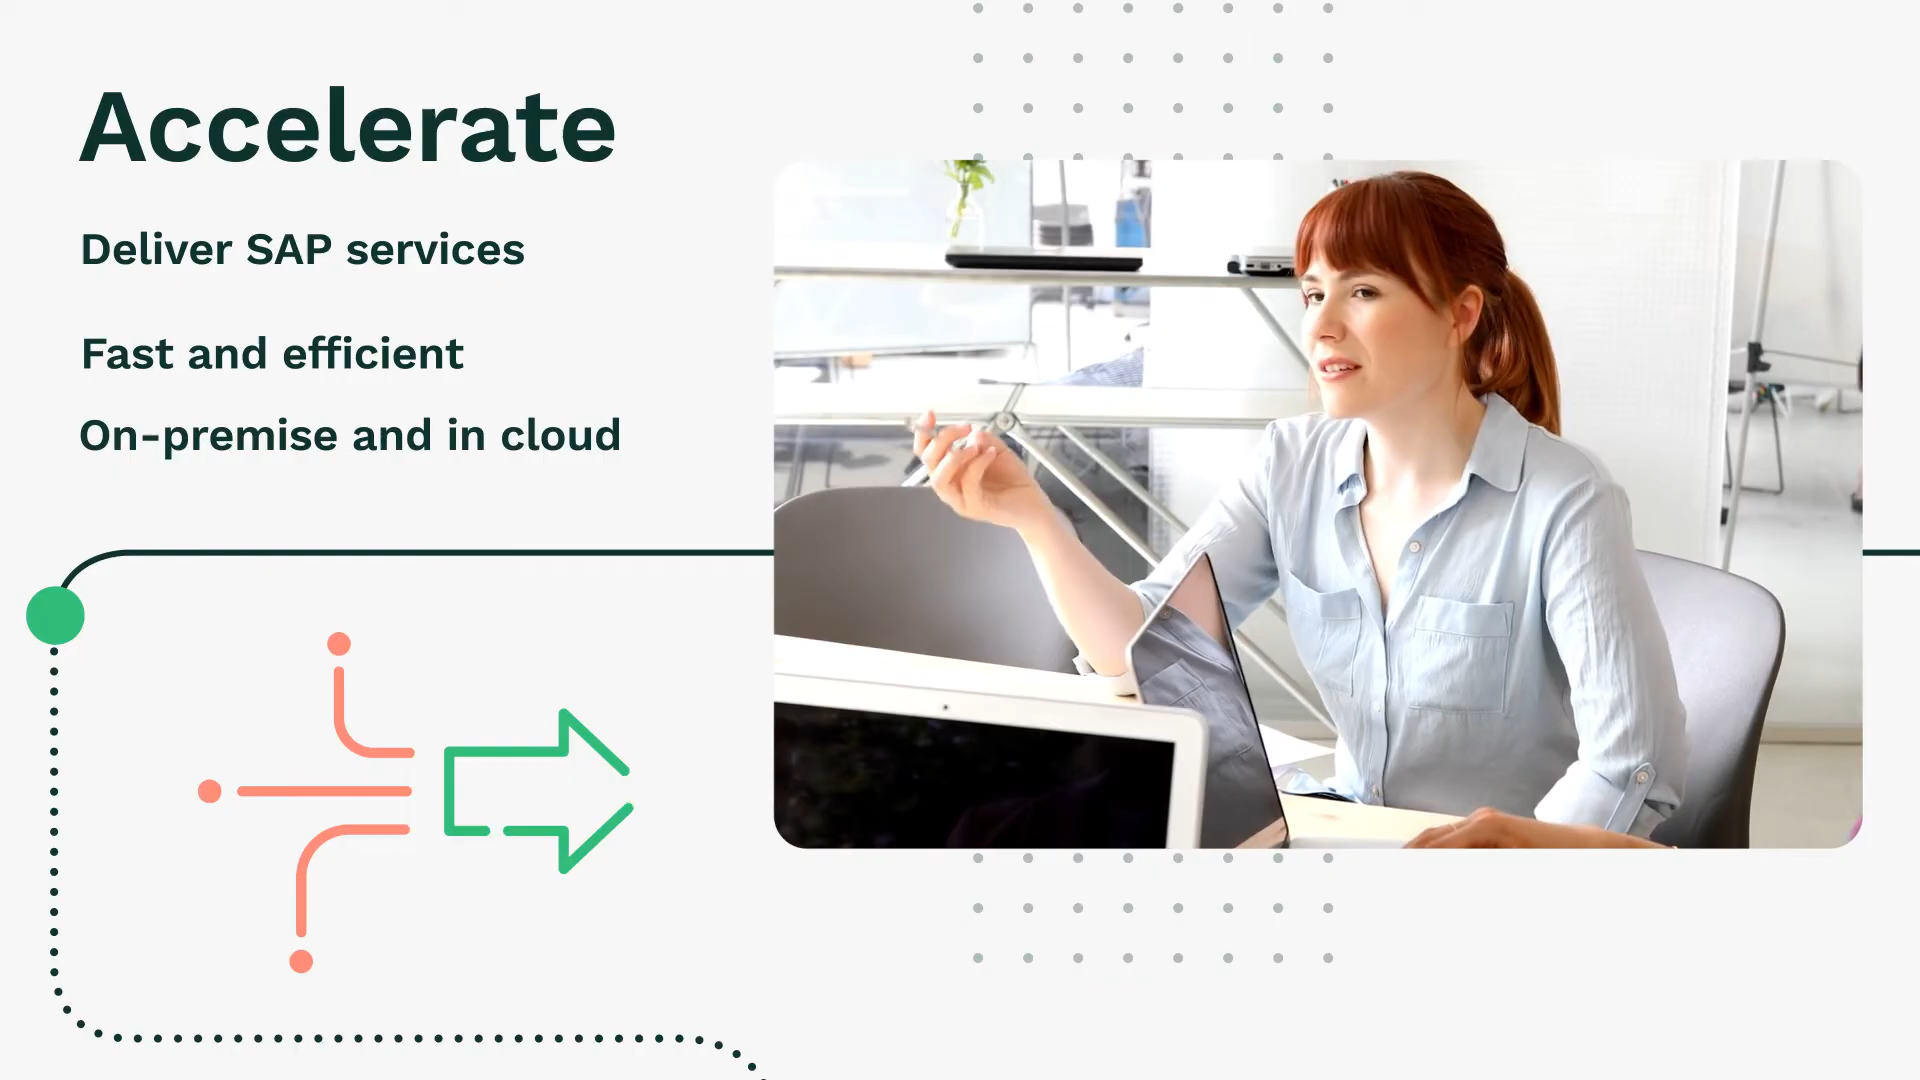 Accelerate
Deliver SAP services
Fast and efficient
On-premise and in cloud